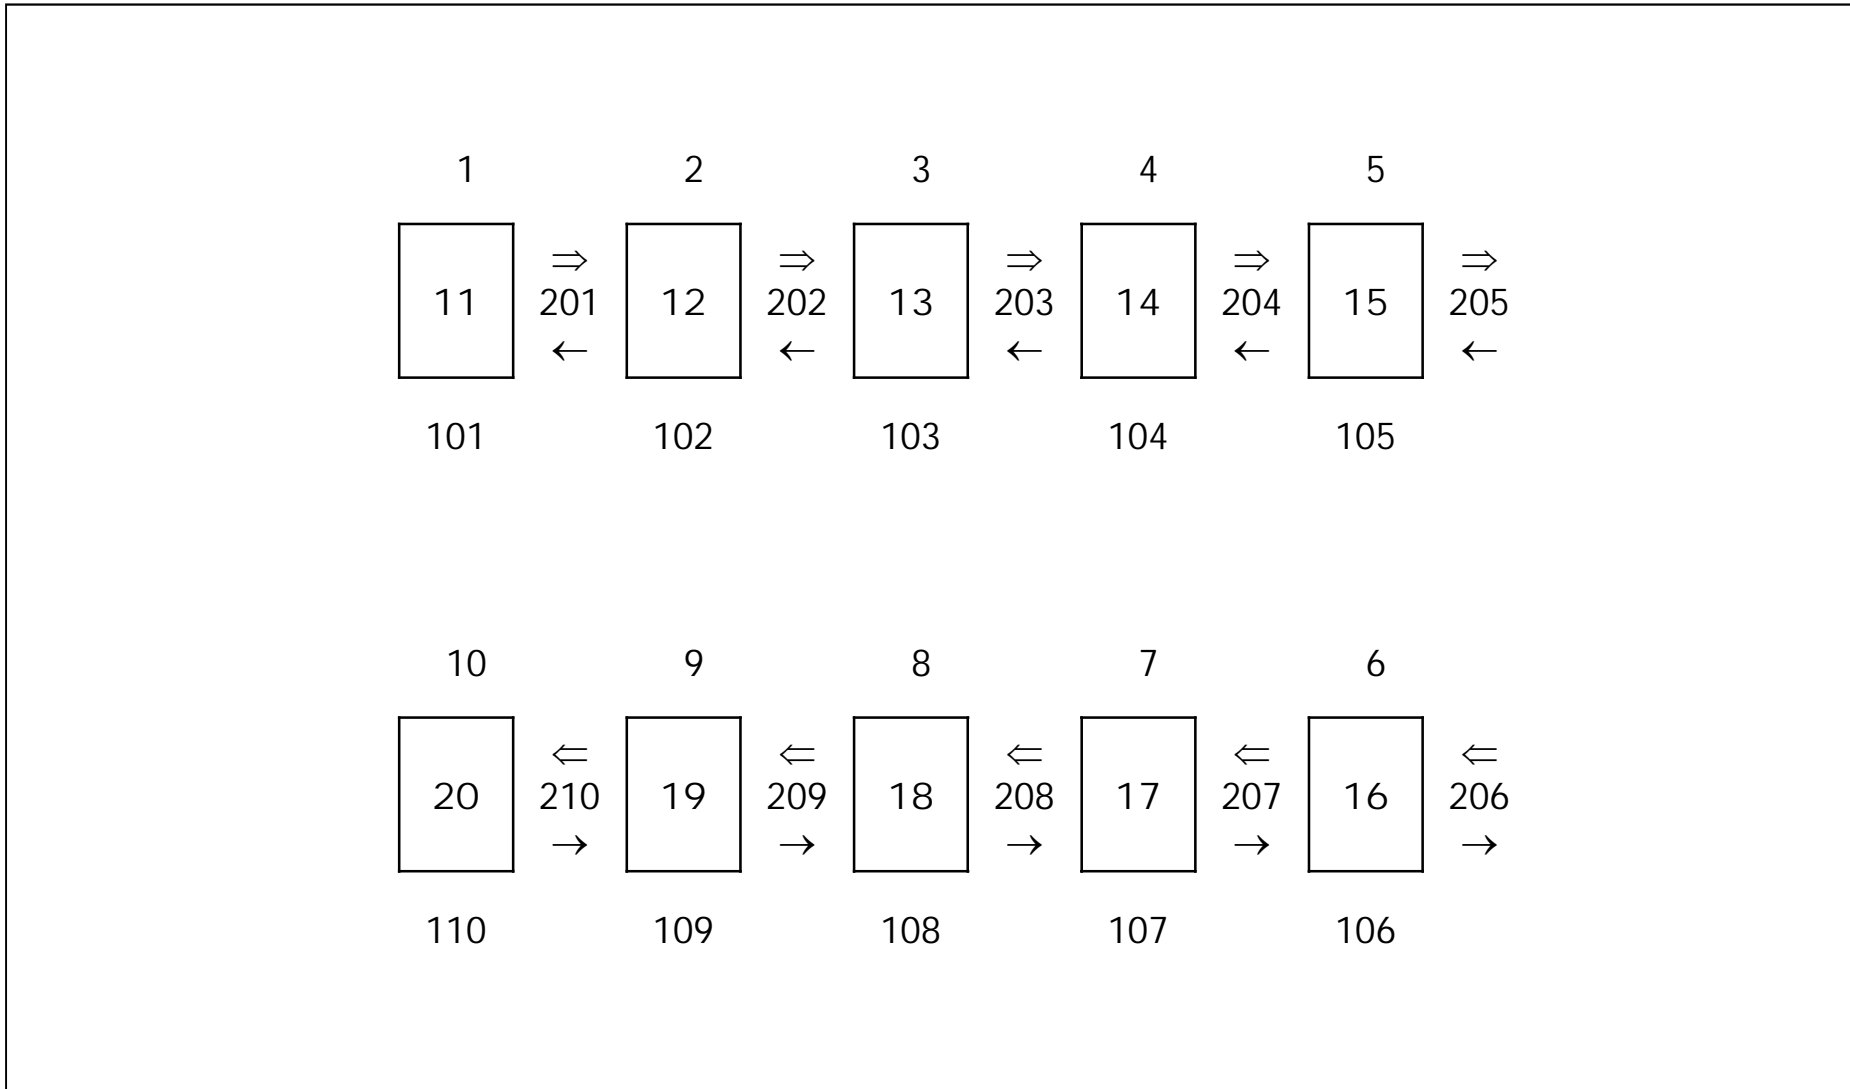 1 2 3 4 5
⇒ ⇒ ⇒ ⇒ ⇒
11 201 12 202 13 203 14 204 15 205
← ← ← ← ←
101 102 103 104 105
10 9 8 7 6
⇐ ⇐ ⇐ ⇐ ⇐
20 210 19 209 18 208 17 207 16 206
→ → → → →
110 109 108 107 106